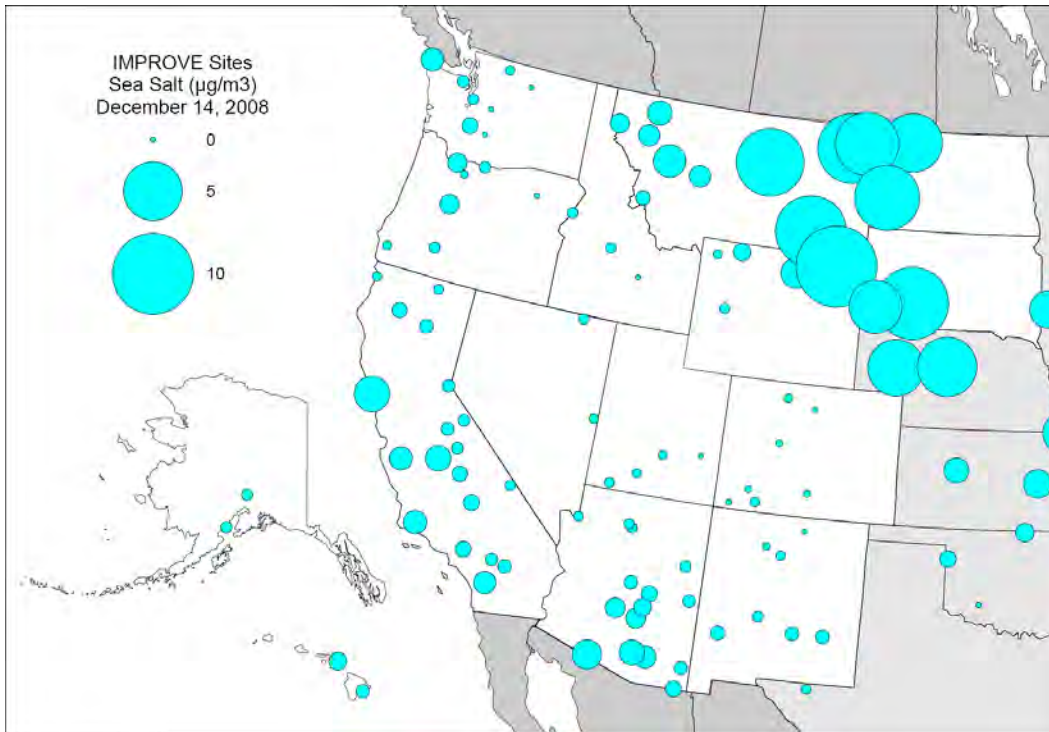 IMPROVE Sites
Sea Salt (µg/m3)
December 14, 2008
0
5
10